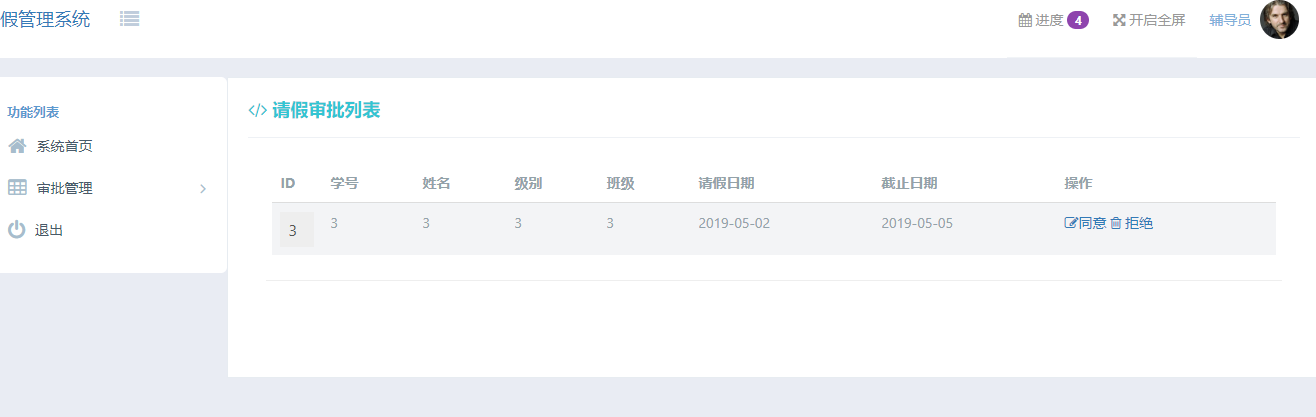 假管理系统
进度 4 开启全屏 辅导员
功能列表
系统首页
审批管理
退出
</> 请假审批列表
ID 学号 姓名 级别 班级 请假日期 截止日期 操作
3 3 3 3 3 2019-05-02 2019-05-05 同意 拒绝